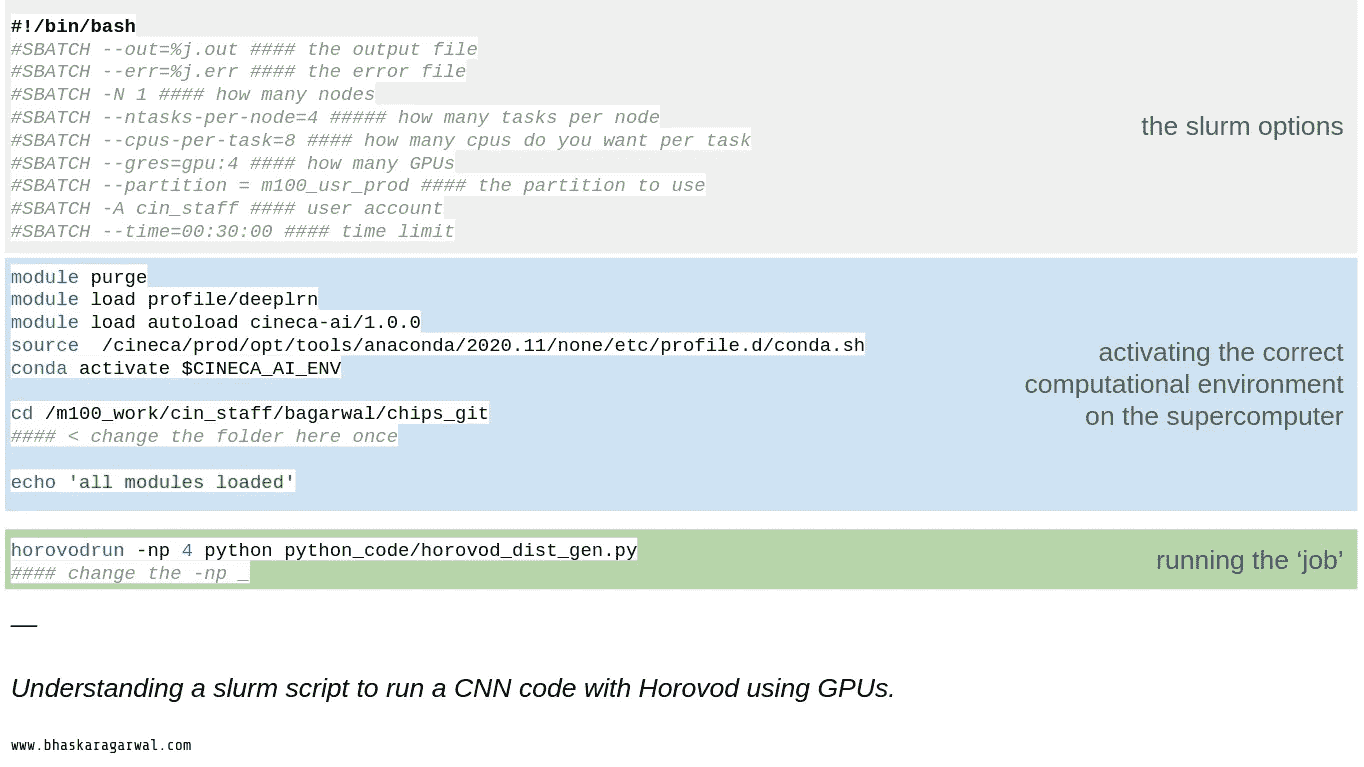 #!/bin/bash
#SBATCH --out=%j.out #### the output file
#SBATCH --err=%j.err #### the error file
#SBATCH -N 1 #### how many nodes
#SBATCH --ntasks-per-node=4 ##### how many tasks per node
#SBATCH --cpus-per-task=8 #### how many cpus do you want per task
#SBATCH --gres=gpu:4 #### how many GPUs
#SBATCH --partition = m100_usr_prod #### the partition to use
#SBATCH -A cin_staff #### user account
#SBATCH --time=00:30:00 #### time limit
the slurm options
module purge
module load profile/deeplrn
module load autoload cineca-ai/1.0.0
source  /cineca/prod/opt/tools/anaconda/2020.11/none/etc/profile.d/conda.sh
conda activate $CINECA_AI_ENV
cd /m100_work/cin_staff/bagarwal/chips_git
#### < change the folder here once
echo 'all modules loaded'
activating the correct
computational environment
on the supercomputer
horovodrun -np 4 python python_code/horovod_dist_gen.py
#### change the -np _
running the ‘job’
—
Understanding a slurm script to run a CNN code with Horovod using GPUs.
www.bhaskaragarwal.com